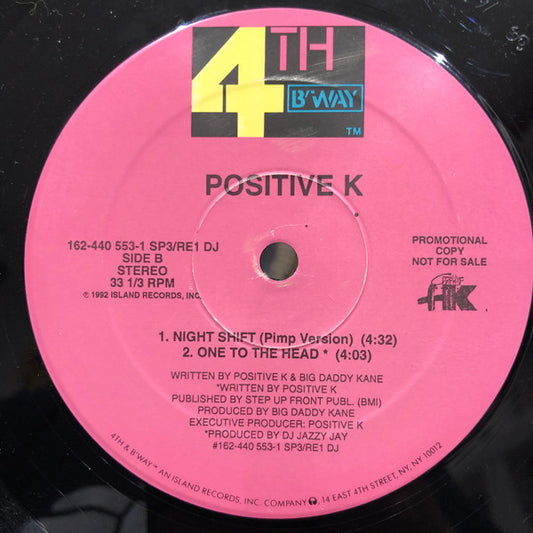 4TH
B'WAY
TM
POSITIVE K
162-440 553-1 SP3/RE1 DJ
SIDE B
STEREO
33 1/3 RPM
℗ © 1992 ISLAND RECORDS, INC.
PROMOTIONAL
COPY
NOT FOR SALE
1. NIGHT SHIFT (Pimp Version) (4:32)
2. ONE TO THE HEAD * (4:03)
WRITTEN BY POSITIVE K & BIG DADDY KANE
*WRITTEN BY POSITIVE K
PUBLISHED BY STEP UP FRONT PUBL. (BMI)
PRODUCED BY BIG DADDY KANE
EXECUTIVE PRODUCER: POSITIVE K
*PRODUCED BY DJ JAZZY JAY
#162-440 553-1 SP3/RE1 DJ
4TH & B'WAY™ AN ISLAND RECORDS, INC. COMPANY, 14 EAST 4TH STREET, NY, NY 10012